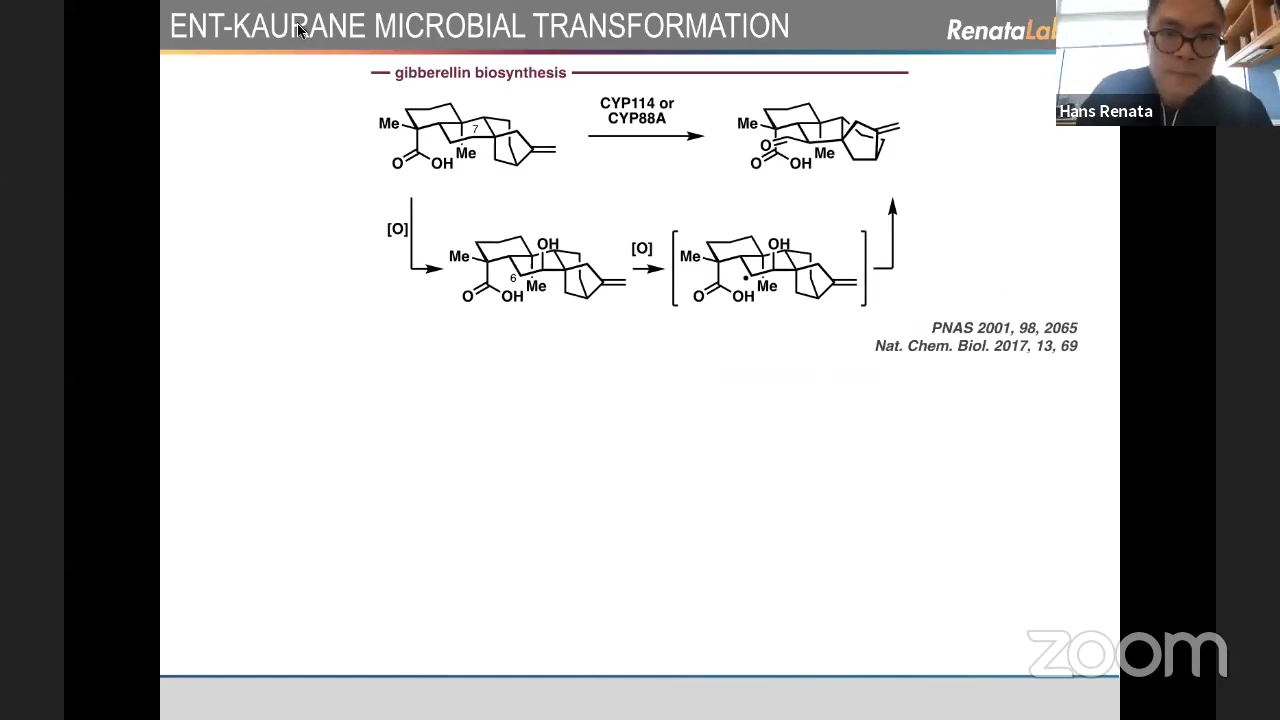 ENT-KAURANE MICROBIAL TRANSFORMATION
RenataLab
Hans Renata
gibberellin biosynthesis
CYP114 or
CYP88A
Me
7
Me
O
OH
Me
O
Me
O
OH
[O]
Me
OH
6
Me
O
OH
[O]
Me
OH
Me
O
OH
PNAS 2001, 98, 2065
Nat. Chem. Biol. 2017, 13, 69
zoom